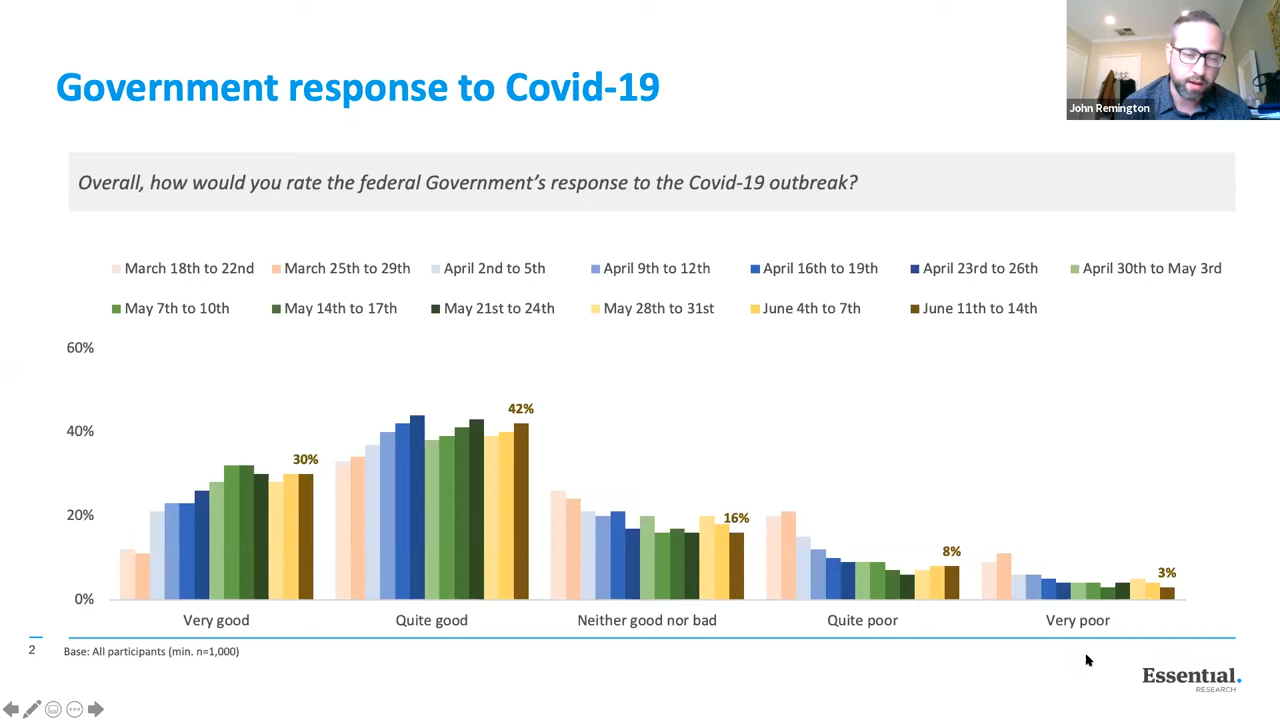 Government response to Covid-19
John Remington
Overall, how would you rate the federal Government's response to the Covid-19 outbreak?
March 18th to 22nd March 25th to 29th April 2nd to 5th April 9th to 12th April 16th to 19th April 23rd to 26th April 30th to May 3rd
May 7th to 10th May 14th to 17th May 21st to 24th May 28th to 31st June 4th to 7th June 11th to 14th
60%
40%
20%
0%
30%
42%
16%
8%
3%
Very good Quite good Neither good nor bad Quite poor Very poor
2 Base: All participants (min. n=1,000)
Essential.
RESEARCH